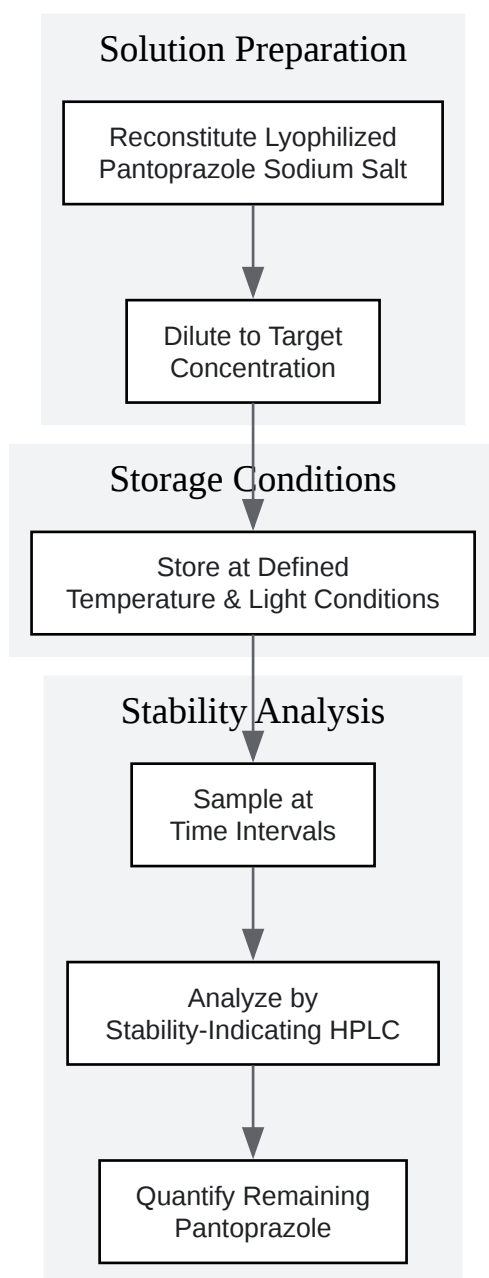 Solution Preparation
Reconstitute Lyophilized
Pantoprazole Sodium Salt
Dilute to Target
Concentration
Storage Conditions
Store at Defined
Temperature & Light Conditions
Stability Analysis
Sample at
Time Intervals
Analyze by
Stability-Indicating HPLC
Quantify Remaining
Pantoprazole